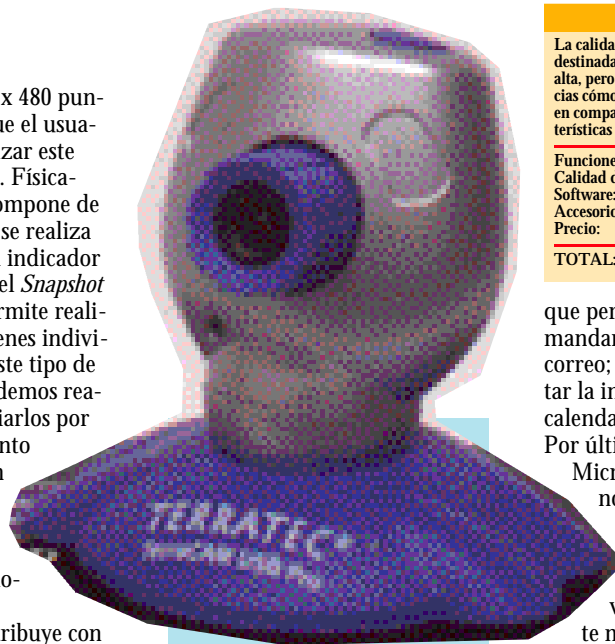 x 480 pun-
ue el usua-
zar este
. Física-
ompone de
se realiza
indicador
el Snapshot
rmite reali-
enes indivi-
ste tipo de
demos rea-
iarlos por
nto
o-
tribuye con
TERRATEC
La calida
destinada
alta, pero
cias cómo
en compa
terísticas
Funcione
Calidad d
Software:
Accesorio
Precio:
TOTAL:
que per
mandar
correo;
tar la in
calenda
Por últi
Micr
no
v
te n